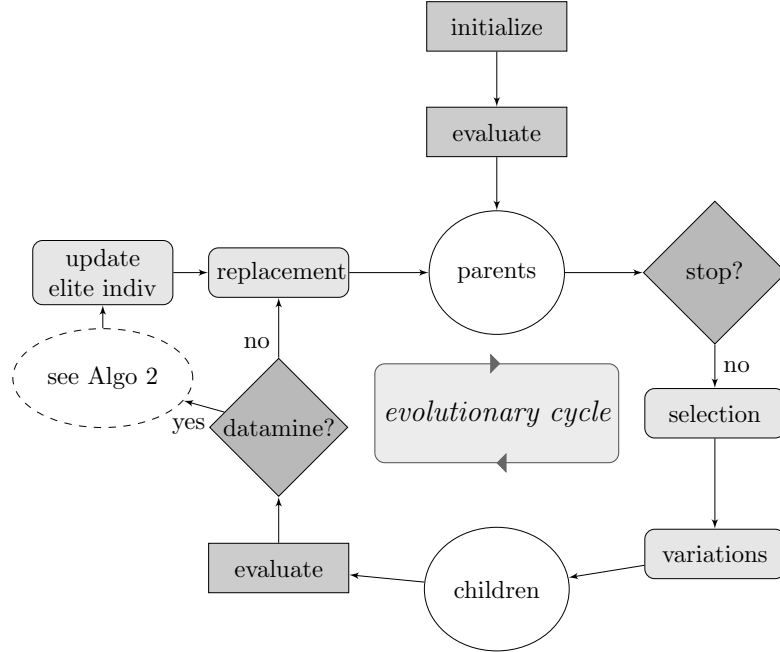 initialize
evaluate
update
elite indiv
replacement
parents
stop?
no
see Algo 2
no
evolutionary cycle
selection
yes
datamine?
variations
evaluate
children